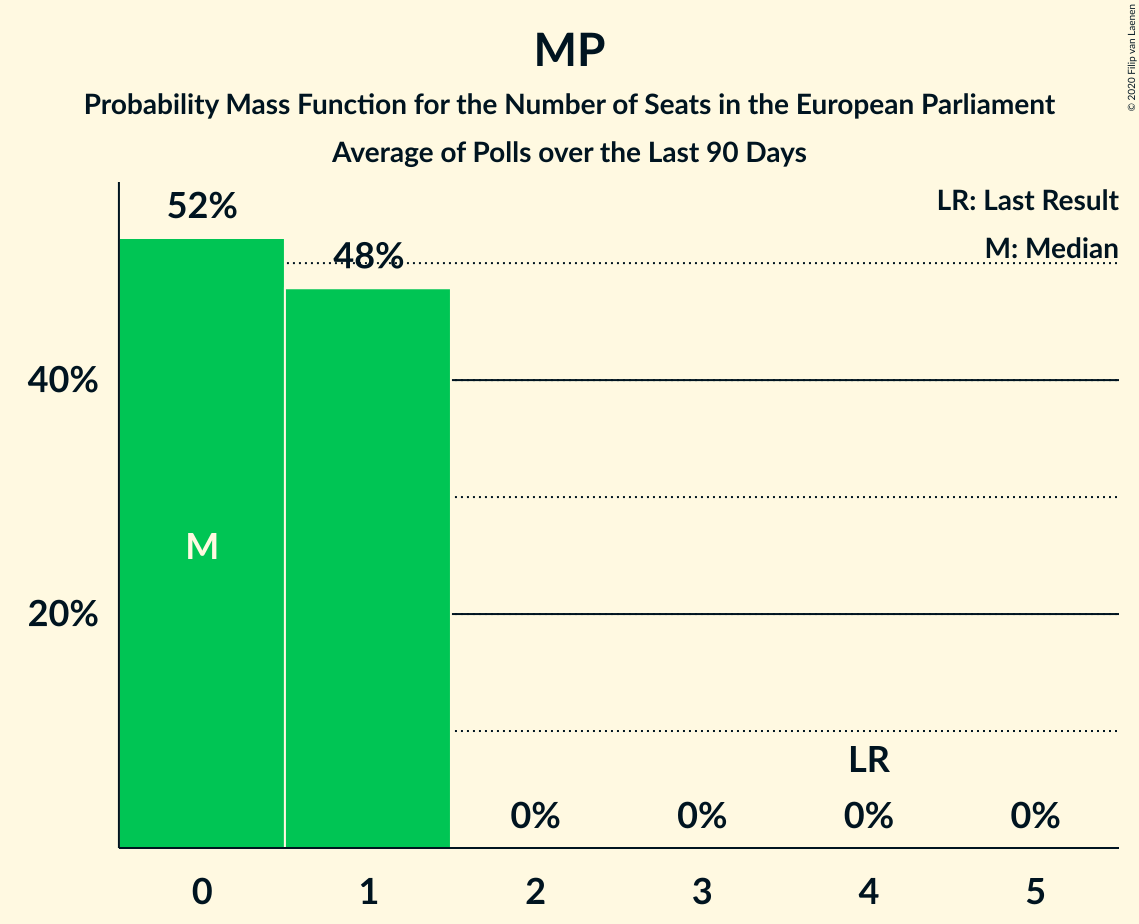 MP
Probability Mass Function for the Number of Seats in the European Parliament
Average of Polls over the Last 90 Days
© 2020 Filip van Laenen
LR: Last Result
M: Median
52%
48%
40%
20%
M
LR
0%
0%
0%
0%
0
1
2
3
4
5